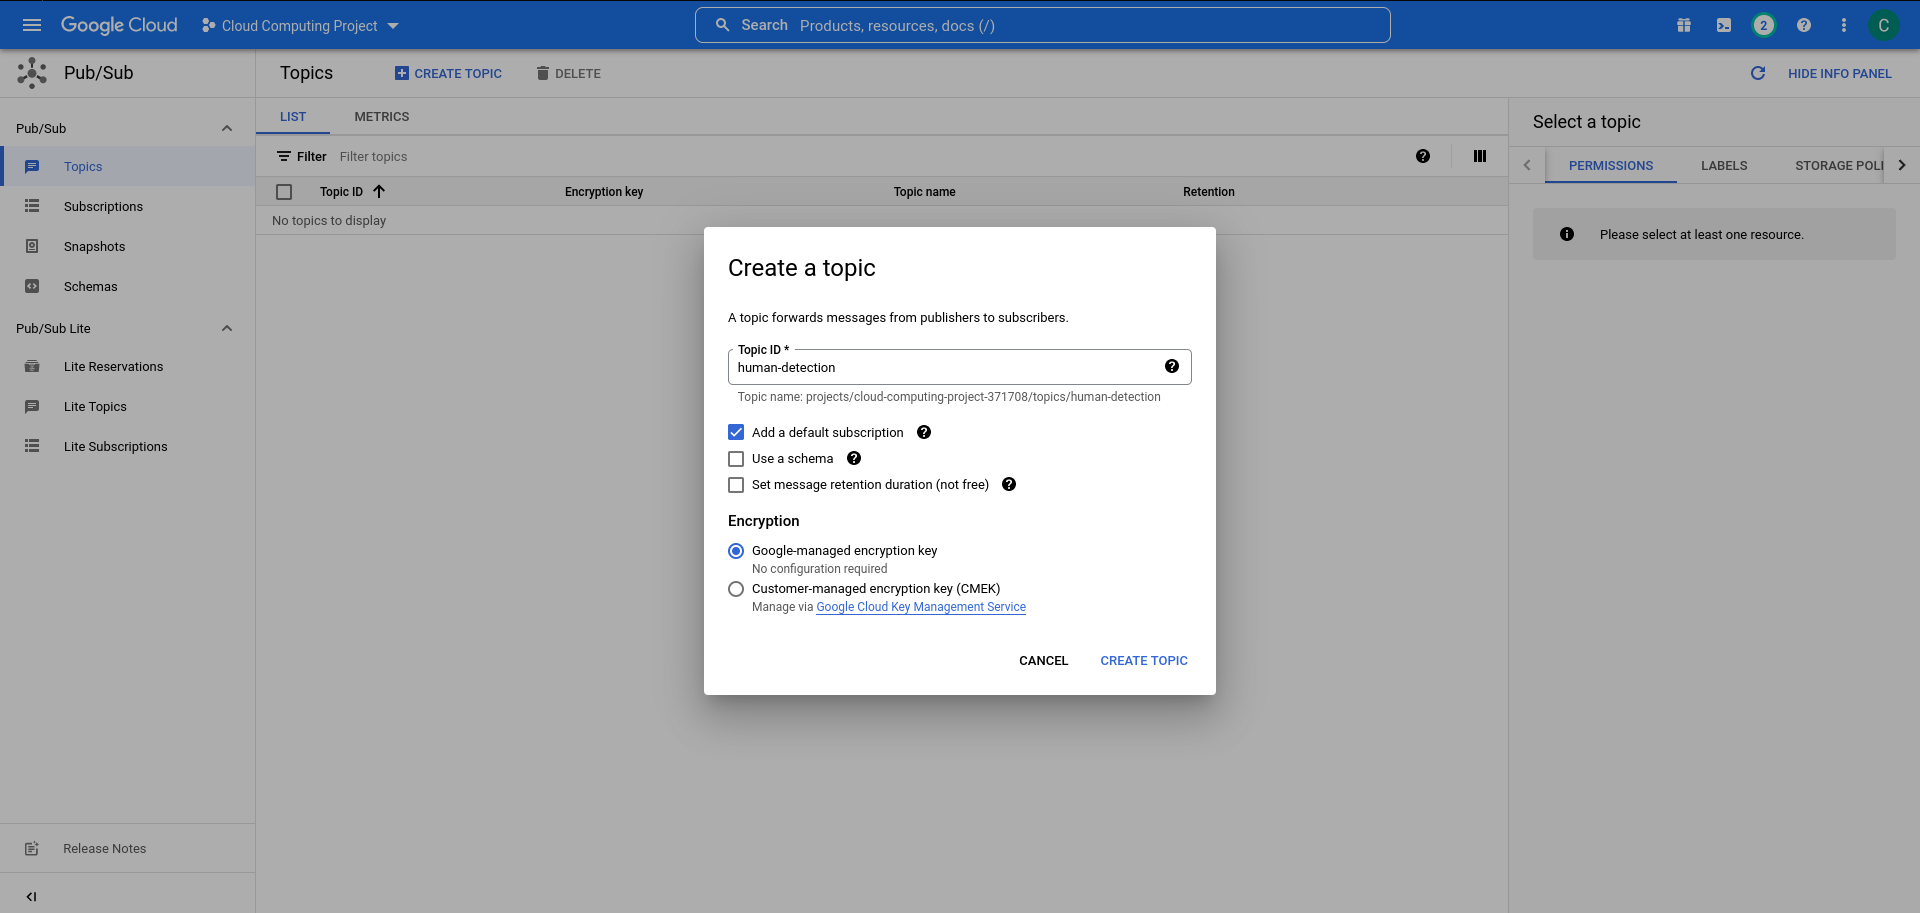 Google Cloud
Cloud Computing Project
Search Products, resources, docs (/)
2
C
Pub/Sub
Topics
CREATE TOPIC
DELETE
HIDE INFO PANEL
Pub/Sub
Topics
Subscriptions
Snapshots
Schemas
Pub/Sub Lite
Lite Reservations
Lite Topics
Lite Subscriptions
Release Notes
LIST
METRICS
Filter Filter topics
Topic ID Encryption key Topic name Retention
No topics to display
Select a topic
PERMISSIONS LABELS STORAGE POLI
Please select at least one resource.
Create a topic
A topic forwards messages from publishers to subscribers.
Topic ID *
human-detection
Topic name: projects/cloud-computing-project-371708/topics/human-detection
Add a default subscription
Use a schema
Set message retention duration (not free)
Encryption
Google-managed encryption key
No configuration required
Customer-managed encryption key (CMEK)
Manage via Google Cloud Key Management Service
CANCEL
CREATE TOPIC